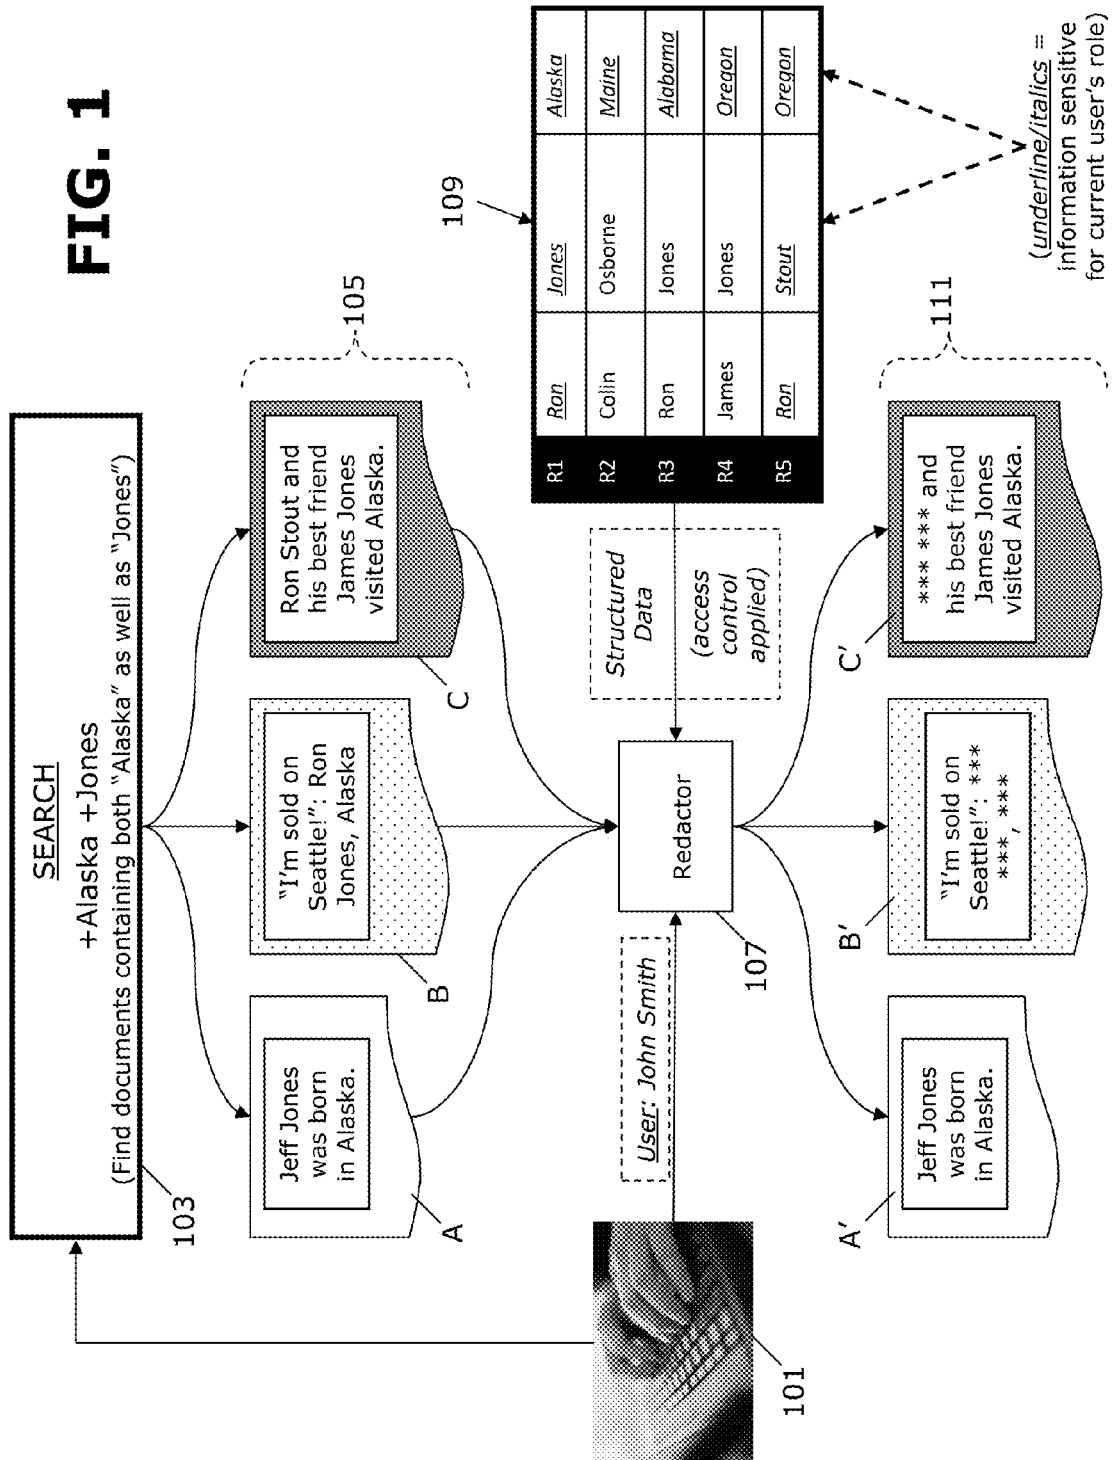 FIG. 1
SEARCH
+Alaska +Jones
(Find documents containing both “Alaska” as well as “Jones”)
103
105
Jeff Jones
was born
in Alaska.
A
“I’m sold on
Seattle!”: Ron
Jones, Alaska
B
Ron Stout and
his best friend
James Jones
visited Alaska.
C
109
R1 Ron Jones Alaska
R2 Colin Osborne Maine
R3 Ron Jones Alabama
R4 James Jones Oregon
R5 Ron Stout Oregon
101
User: John Smith
Redactor
107
Structured
Data
(access
control
applied)
(underline/italics =
information sensitive
for current user’s role)
111
A’
Jeff Jones
was born
in Alaska.
B’
“I’m sold on
Seattle!”: ***
***, ***
C’
*** *** and
his best friend
James Jones
visited Alaska.